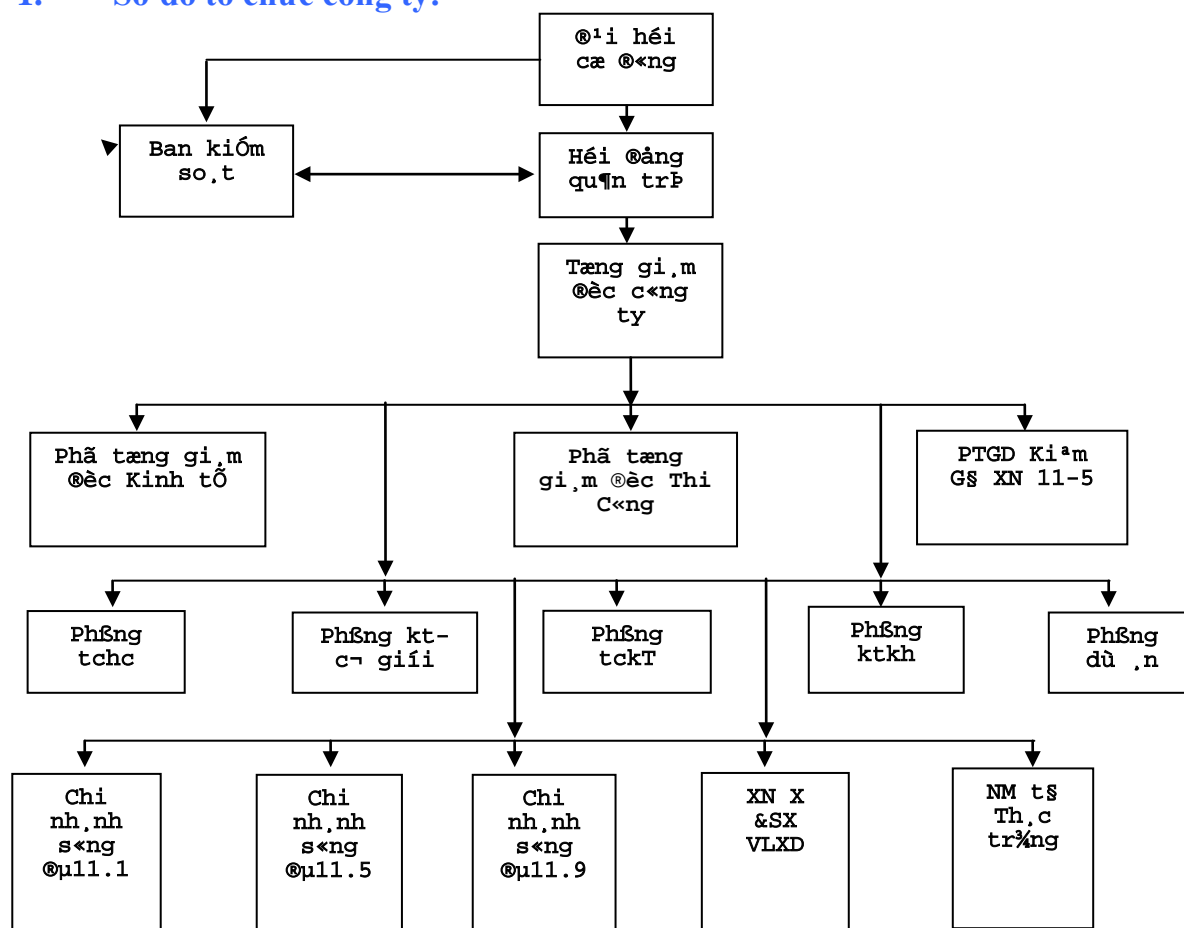 1. Sơ đồ tổ chức công ty:
®¹i héi
cæ ®«ng
Ban kiÓm
so¸t
Héi ®ång
qu¶n trÞ
Tæng gi¸m
®èc c«ng
ty
Phã tæng gi¸m
®èc Kinh tÕ
Phã tæng
gi¸m ®èc Thi
C«ng
PTGD Kiªm
G§ XN 11-5
Phßng
tchc
Phßng kt-
c¬ giíi
Phßng
tckT
Phßng
ktkh
Phßng
dù ¸n
Chi
nh¸nh
s«ng
®µ11.1
Chi
nh¸nh
s«ng
®µ11.5
Chi
nh¸nh
s«ng
®µ11.9
XN X
&SX
VLXD
NM t§
Th¸c
tr¾ng